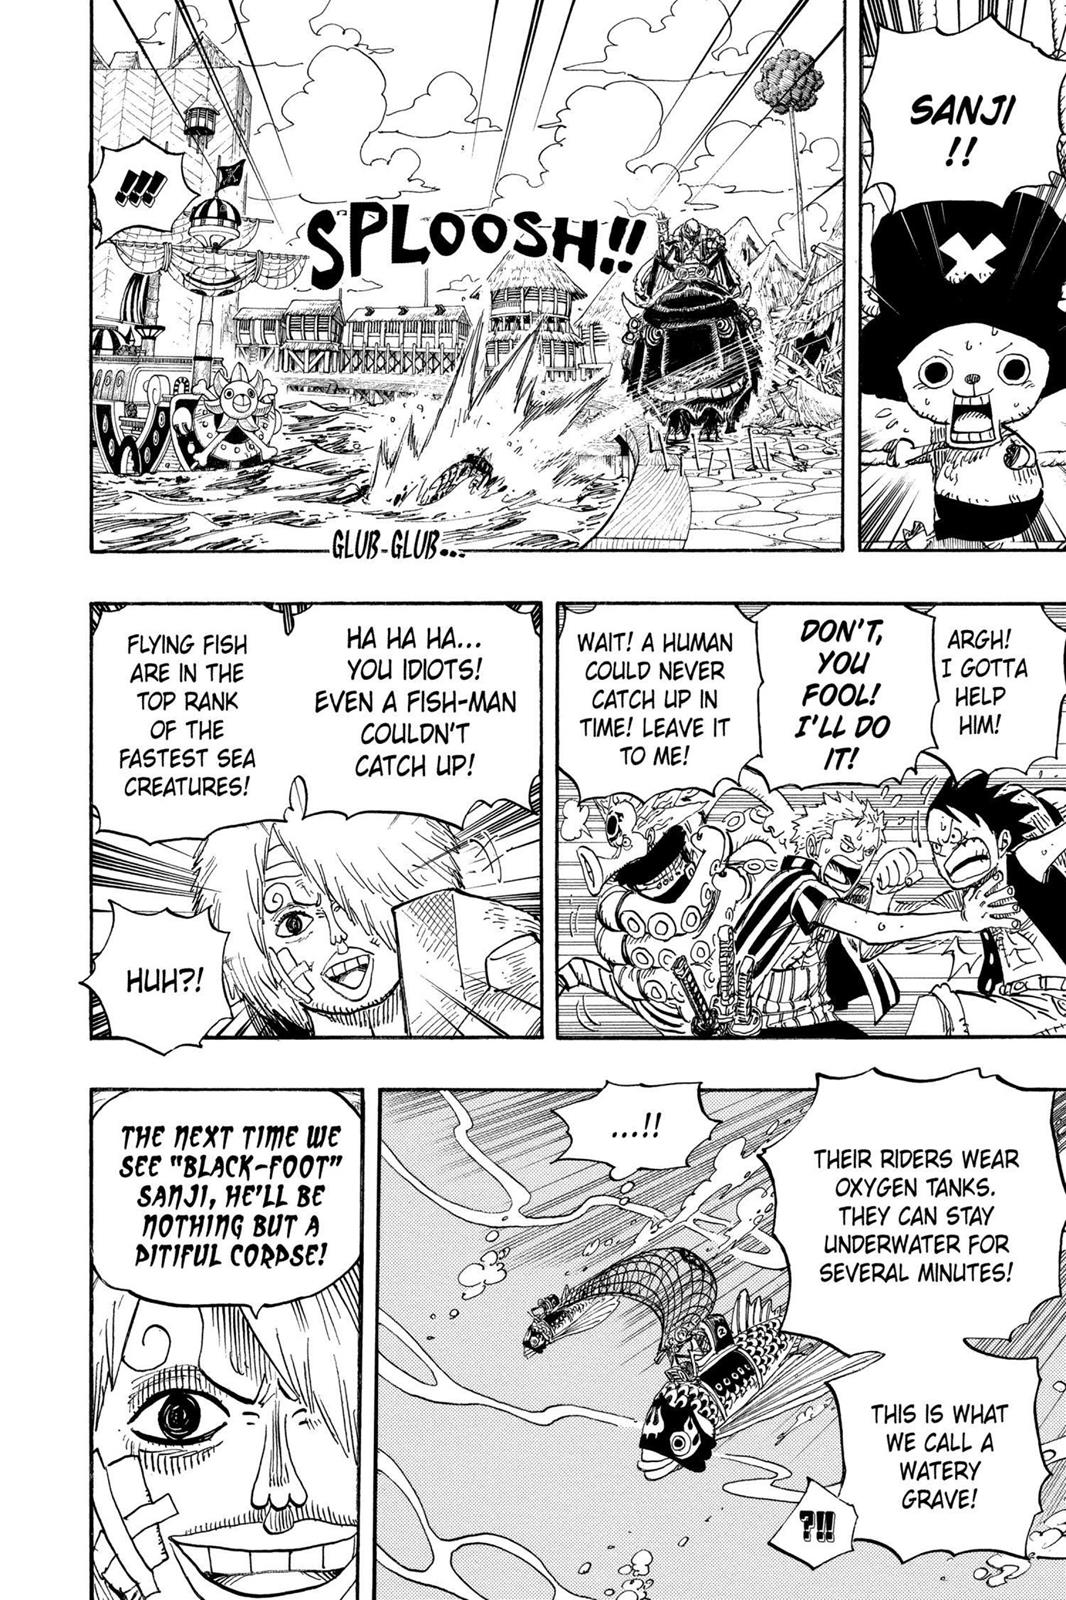 SANJI
!!
!!!
SPLOOSH!!
GLUB-GLUB...
ARGH!
I GOTTA
HELP
HIM!
DON'T,
YOU
FOOL!
I'LL DO
IT!
WAIT! A HUMAN
COULD NEVER
CATCH UP IN
TIME! LEAVE IT
TO ME!
HA HA HA...
YOU IDIOTS!
EVEN A FISH-MAN
COULDN'T
CATCH UP!
FLYING FISH
ARE IN THE
TOP RANK
OF THE
FASTEST SEA
CREATURES!
HUH?!
THEIR RIDERS WEAR
OXYGEN TANKS.
THEY CAN STAY
UNDERWATER FOR
SEVERAL MINUTES!
...!!
2
THIS IS WHAT
WE CALL A
WATERY
GRAVE!
?!!
THE NEXT TIME WE
SEE "BLACK-FOOT"
SANJI, HE'LL BE
NOTHING BUT A
PITIFUL CORPSE!